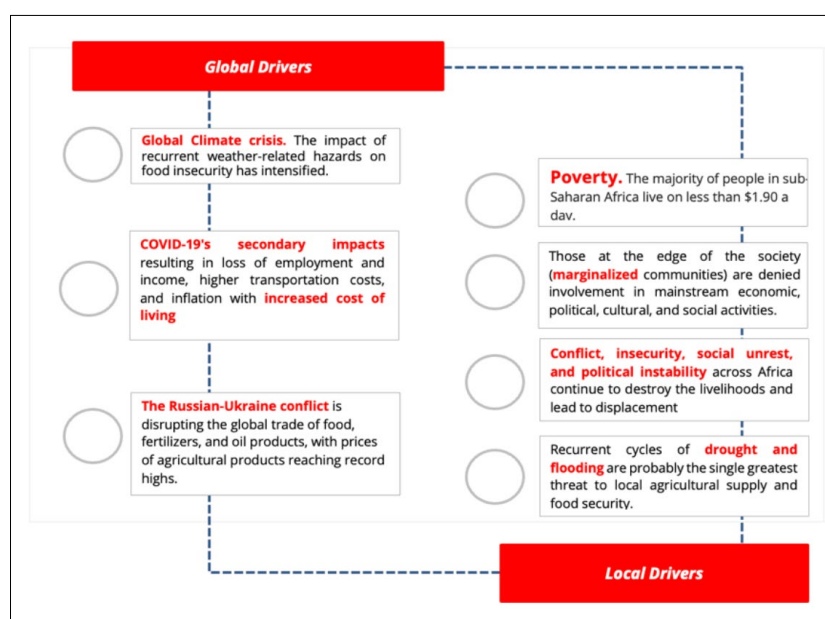 Global Drivers
Global Climate crisis. The impact of
recurrent weather-related hazards on
food insecurity has intensified.
COVID-19's secondary impacts
resulting in loss of employment and
income, higher transportation costs,
and inflation with increased cost of
living
The Russian-Ukraine conflict is
disrupting the global trade of food,
fertilizers, and oil products, with prices
of agricultural products reaching record
highs.
Poverty. The majority of people in sub-
Saharan Africa live on less than $1.90 a
day.
Those at the edge of the society
(marginalized communities) are denied
involvement in mainstream economic,
political, cultural, and social activities.
Conflict, insecurity, social unrest,
and political instability across Africa
continue to destroy the livelihoods and
lead to displacement
Recurrent cycles of drought and
flooding are probably the single greatest
threat to local agricultural supply and
food security.
Local Drivers